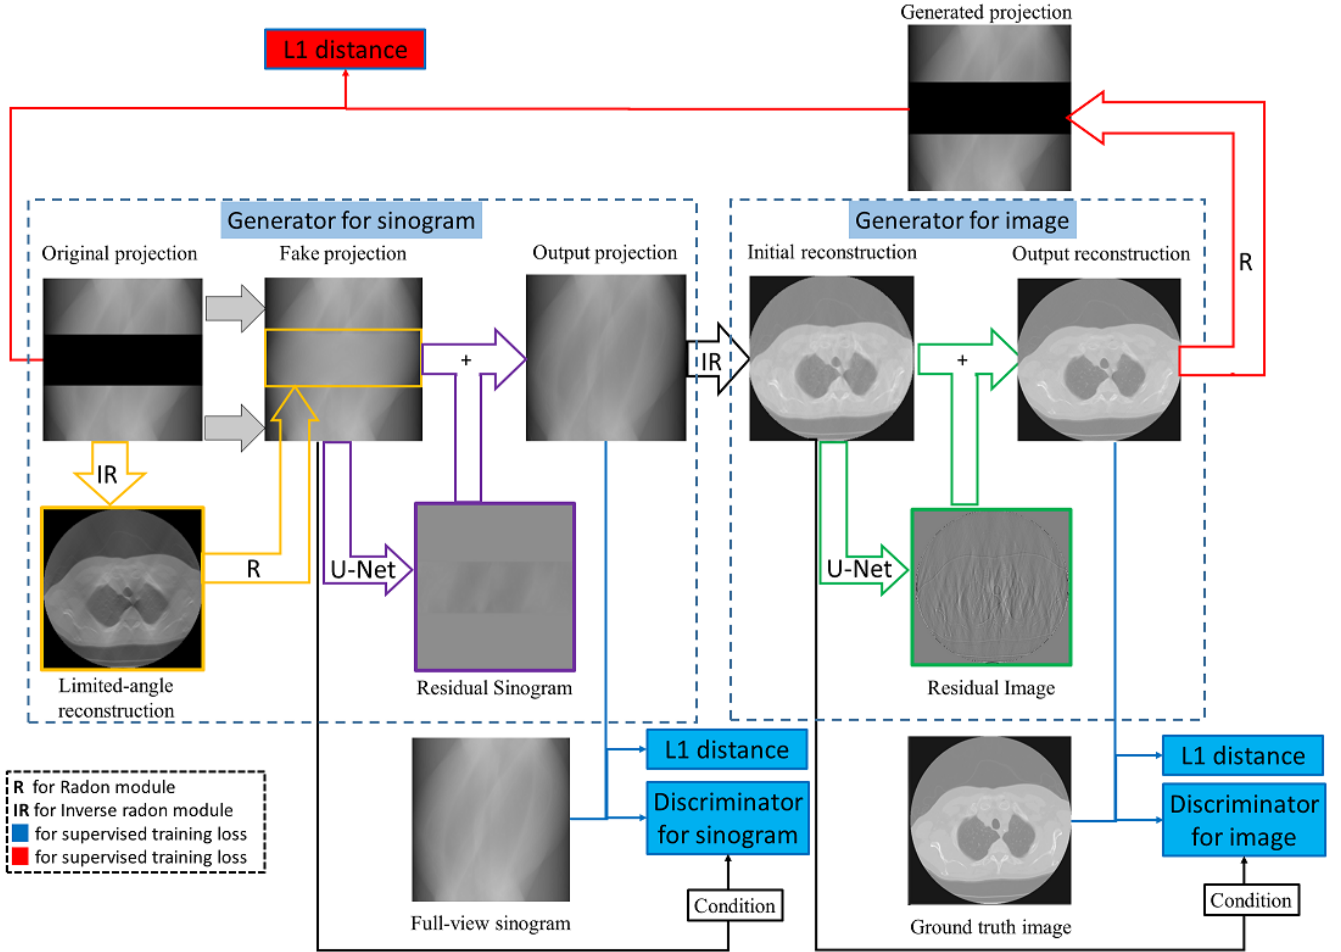 Generated projection
L1 distance
Generator for sinogram
Generator for image
Original projection
Fake projection
Output projection
Initial reconstruction
Output reconstruction
R
+
IR
+
IR
R
U-Net
U-Net
Limited-angle
reconstruction
Residual Sinogram
Residual Image
L1 distance
L1 distance
Discriminator
for sinogram
Discriminator
for image
R for Radon module
IR for Inverse radon module
for supervised training loss
for supervised training loss
Condition
Condition
Full-view sinogram
Ground truth image